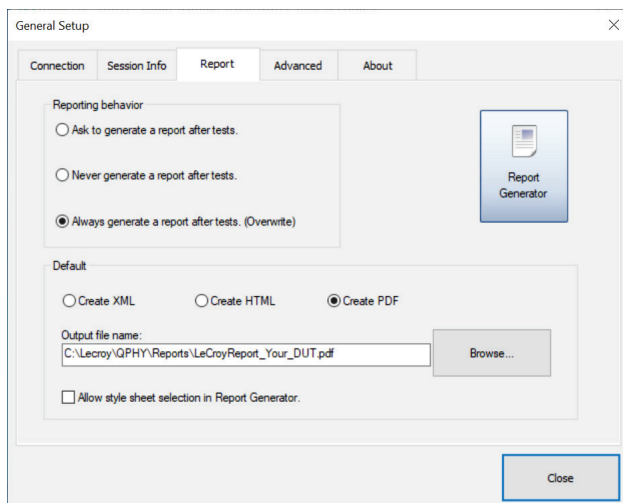 General Setup
Connection
Session Info
Report
Advanced
About
Reporting behavior
Ask to generate a report after tests.
Never generate a report after tests.
Always generate a report after tests. (Overwrite)
Report
Generator
Default
Create XML
Create HTML
Create PDF
Output file name:
C:\Lecroy\QPHY\Reports\LeCroyReport_Your_DUT.pdf
Browse...
Allow style sheet selection in Report Generator.
Close